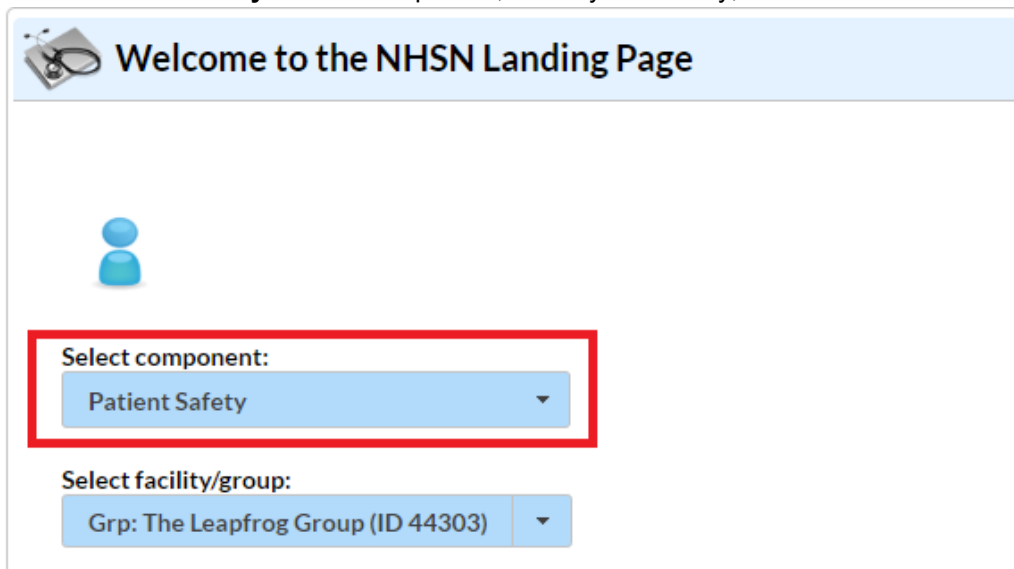 Welcome to the NHSN Landing Page
Select component:
Patient Safety
Select facility/group:
Grp: The Leapfrog Group (ID 44303)